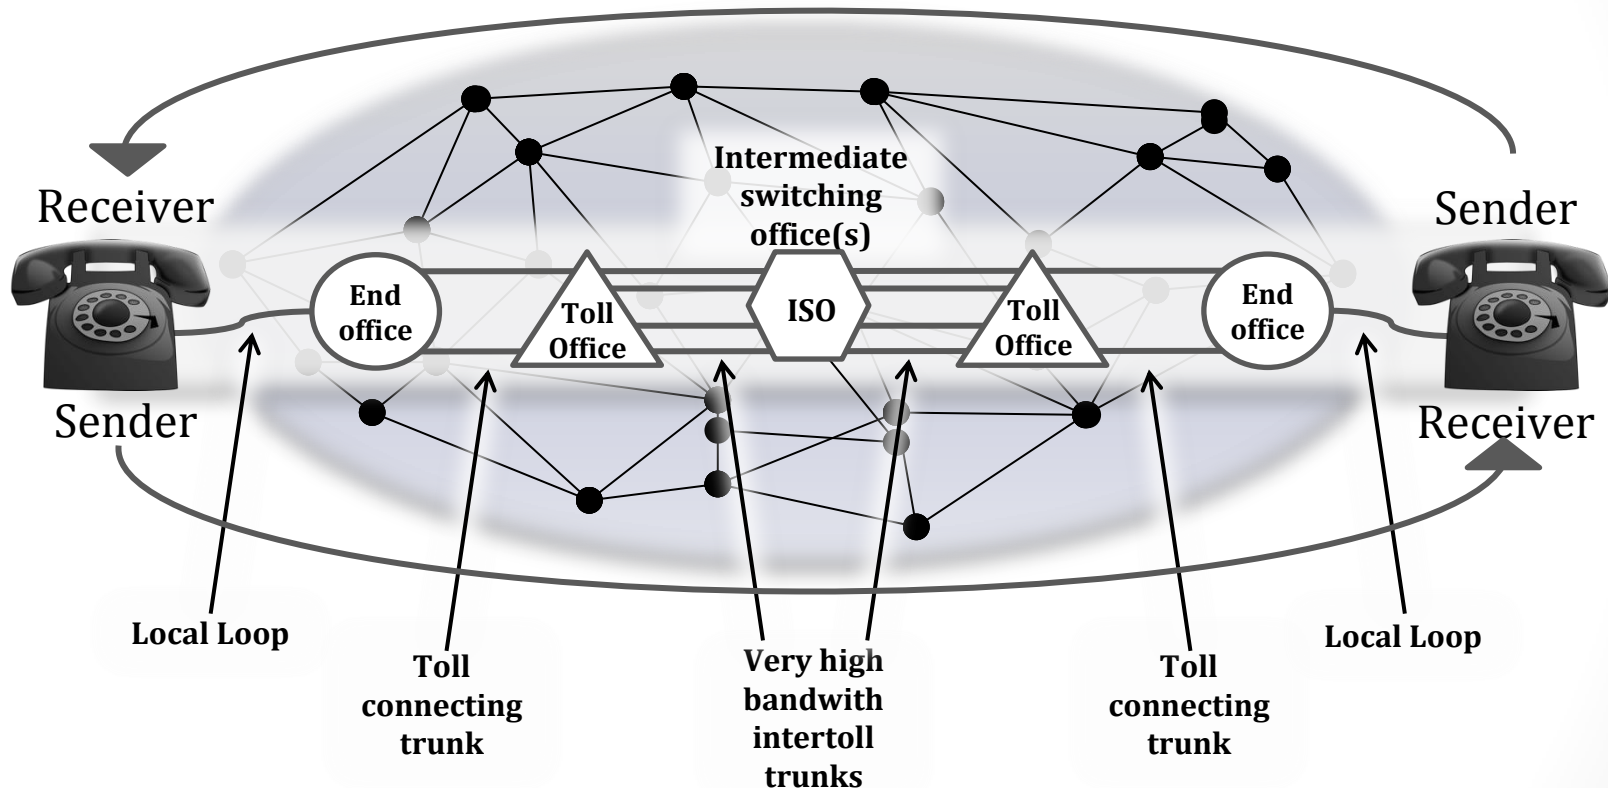 Intermediate
switching
office(s)
Receiver
Sender
End
office
Toll
Office
ISO
Toll
Office
End
office
Sender
Receiver
Local Loop
Toll
connecting
trunk
Very high
bandwith
intertoll
trunks
Toll
connecting
trunk
Local Loop